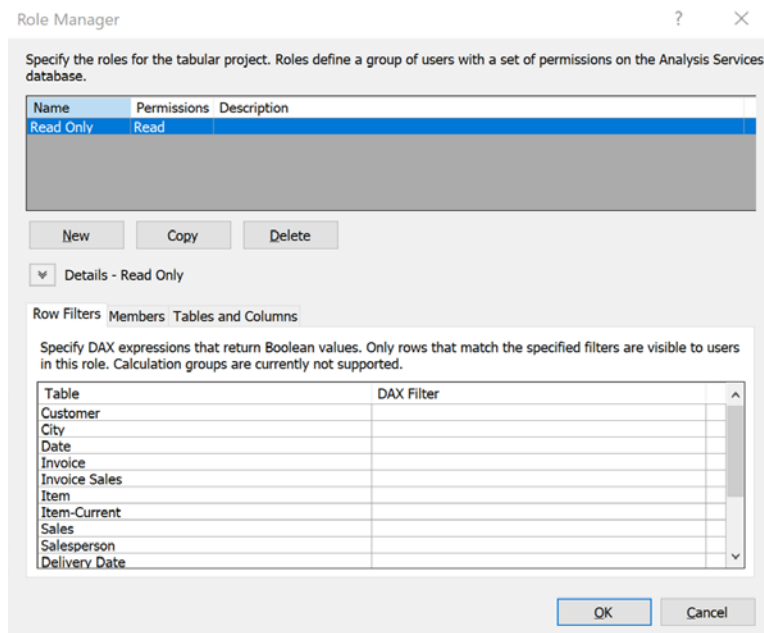 Role Manager
Specify the roles for the tabular project. Roles define a group of users with a set of permissions on the Analysis Services
database.
Name Permissions Description
Read Only Read
New Copy Delete
Details - Read Only
Row Filters Members Tables and Columns
Specify DAX expressions that return Boolean values. Only rows that match the specified filters are visible to users
in this role. Calculation groups are currently not supported.
Table DAX Filter
Customer
City
Date
Invoice
Invoice Sales
Item
Item-Current
Sales
Salesperson
Delivery Date
OK Cancel